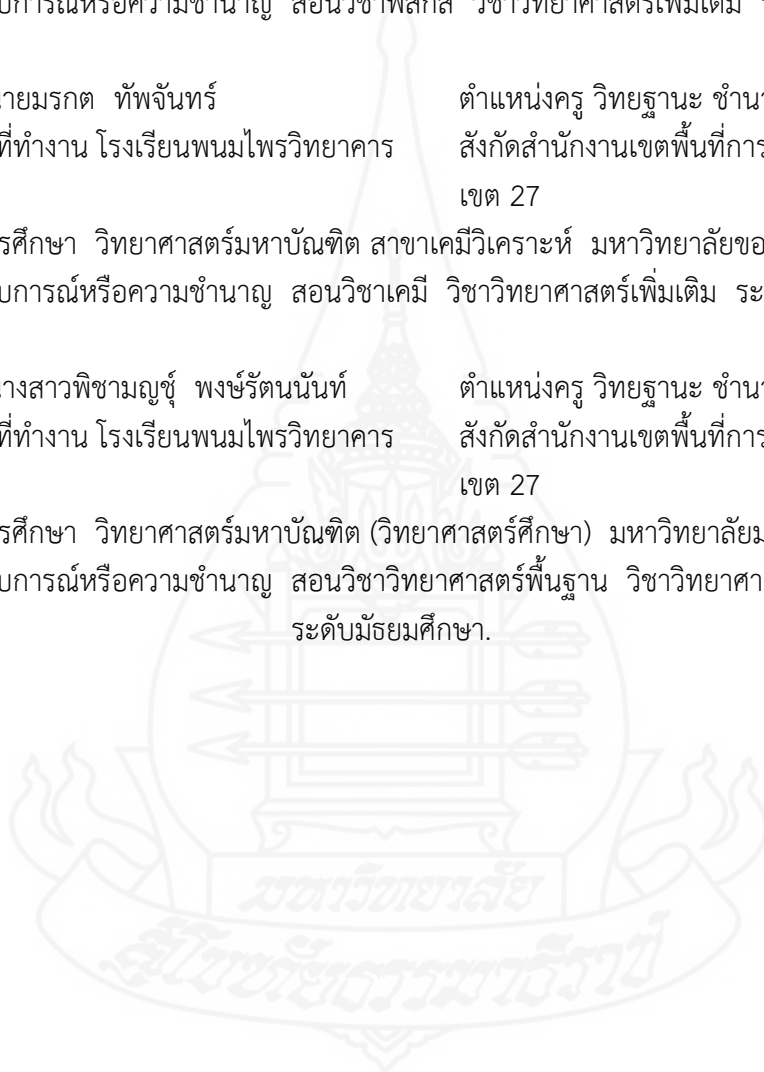 บการณ์หรือความชำนาญ สอนวิชาฟิสิกส์ วิชาวิทยาศาสตร์เพิ่มเติม
นายมรกต ทัพจันทร์ ตำแหน่งครู วิทยฐานะ ชำนา
ที่ทำงาน โรงเรียนพนมไพรวิทยาคาร สังกัดสำนักงานเขตพื้นที่การ
เขต 27
รศึกษา วิทยาศาสตร์มหาบัณฑิต สาขาเคมีวิเคราะห์ มหาวิทยาลัยขอ
บการณ์หรือความชำนาญ สอนวิชาเคมี วิชาวิทยาศาสตร์เพิ่มเติม ระ
นางสาวพิชามญชุ์ พงษ์รัตนนันท์ ตำแหน่งครู วิทยฐานะ ชำนา
ที่ทำงาน โรงเรียนพนมไพรวิทยาคาร สังกัดสำนักงานเขตพื้นที่การ
เขต 27
รศึกษา วิทยาศาสตร์มหาบัณฑิต (วิทยาศาสตร์ศึกษา) มหาวิทยาลัยม
บการณ์หรือความชำนาญ สอนวิชาวิทยาศาสตร์พื้นฐาน วิชาวิทยาศา
ระดับมัธยมศึกษา.
มหาวิทยาลัย
สุโขทัยธรรมาธิราช